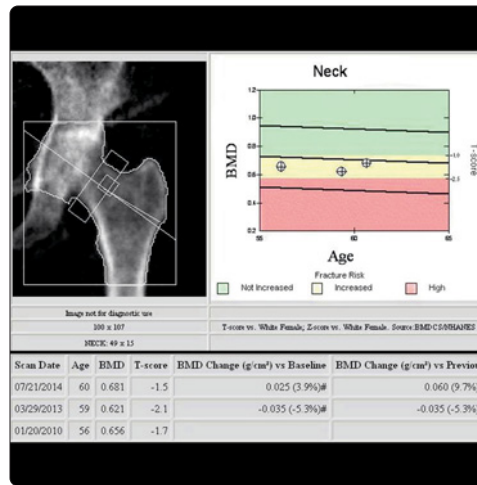 Neck
BMD
1.2
1.0
0.8
0.6
0.4
0.2
55
60
65
T-score
Age
Fracture Risk
Not Increased
Increased
High
Image not for diagnostic use
100 x 107
NECK: 49 x 15
T-score vs. White Female; Z-score vs. White Female. Source:BMDCS/NHANES
Scan Date Age BMD T-score BMD Change (g/cm²) vs Baseline BMD Change (g/cm²) vs Previou
07/21/2014 60 0.681 -1.5 0.025 (3.9%)# 0.060 (9.7%)
03/29/2013 59 0.621 -2.1 -0.035 (-5.3%)# -0.035 (-5.3%
01/20/2010 56 0.656 -1.7